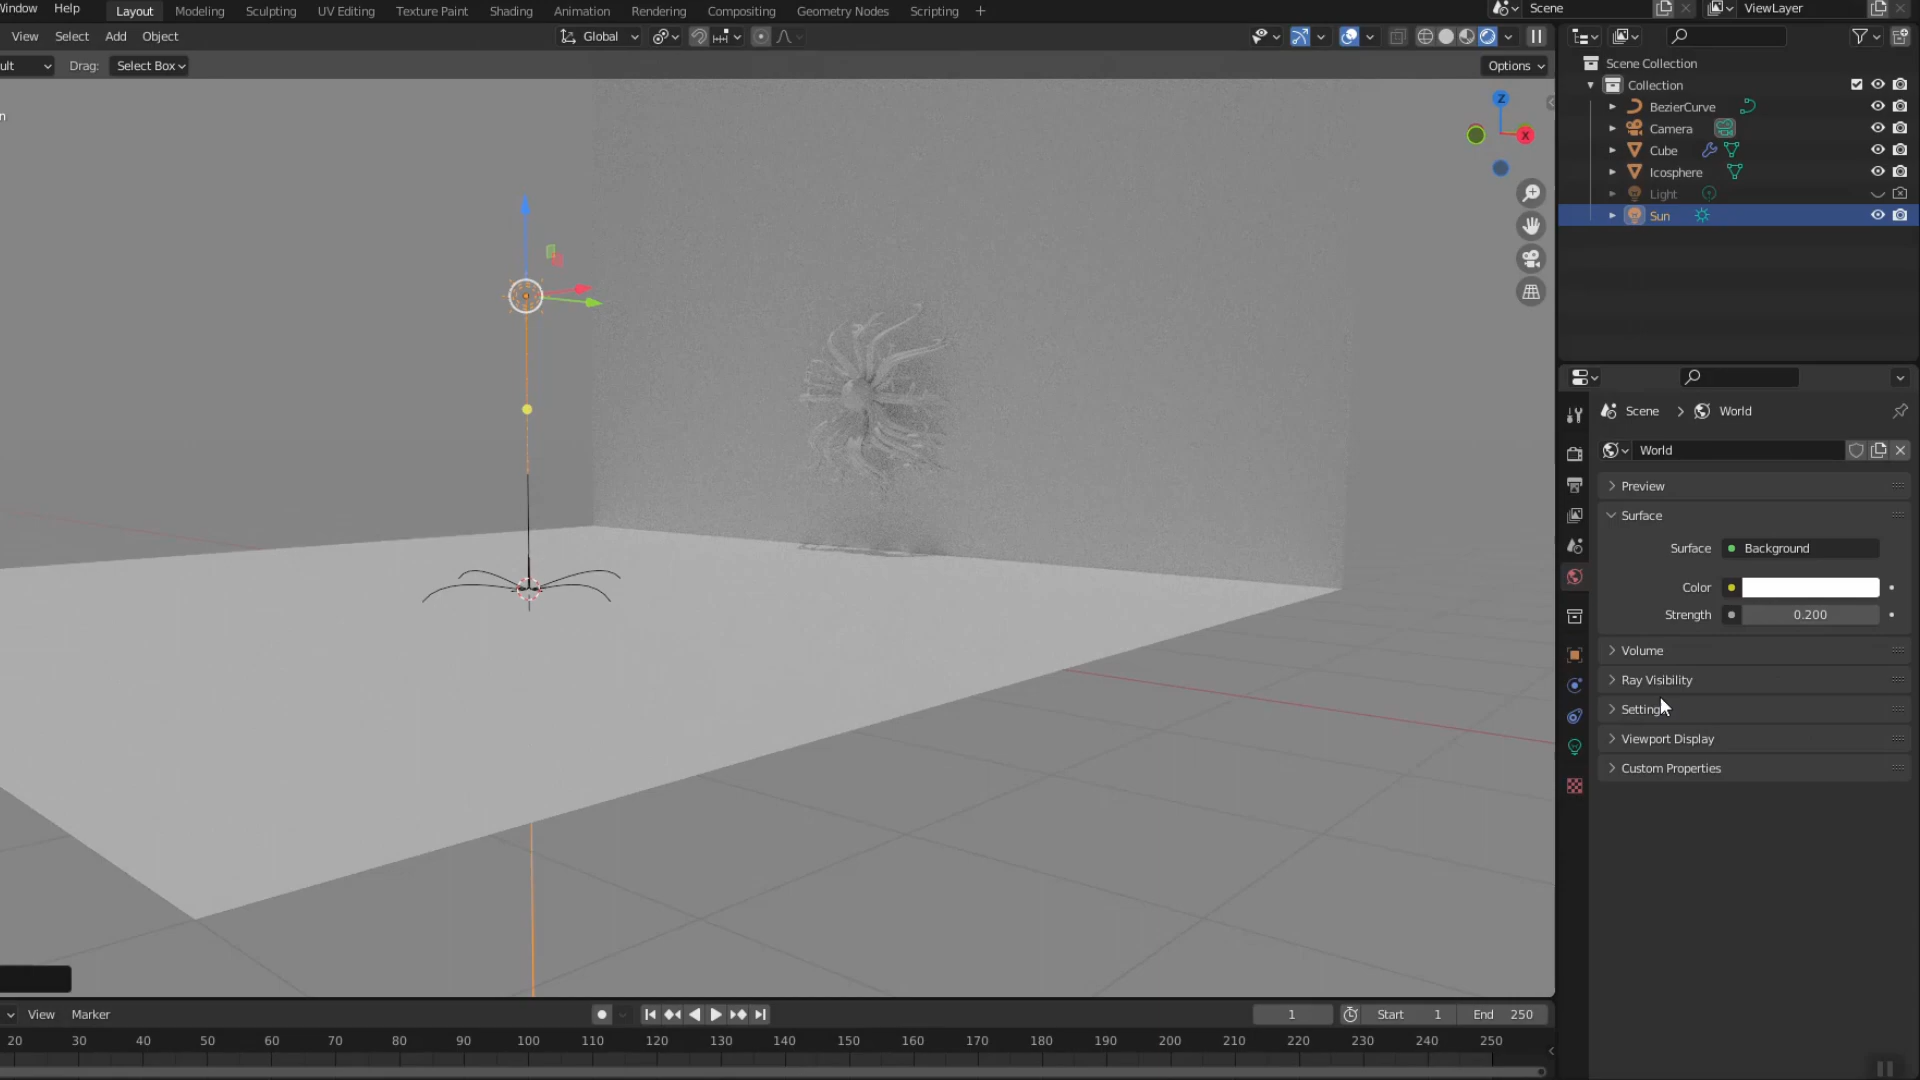 Window Help Layout Modeling Sculpting UV Editing Texture Paint Shading Animation Rendering Compositing Geometry Nodes Scripting + Scene ViewLayer
View Select Add Object Global
ult Drag: Select Box Options
n
Z
X
Scene Collection
Collection
BezierCurve
Camera
Cube
Icosphere
Light
Sun
Scene > World
World
Preview
Surface
Surface Background
Color
Strength 0.200
Volume
Ray Visibility
Setting
Viewport Display
Custom Properties
View Marker 1 Start 1 End 250
20 30 40 50 60 70 80 90 100 110 120 130 140 150 160 170 180 190 200 210 220 230 240 250